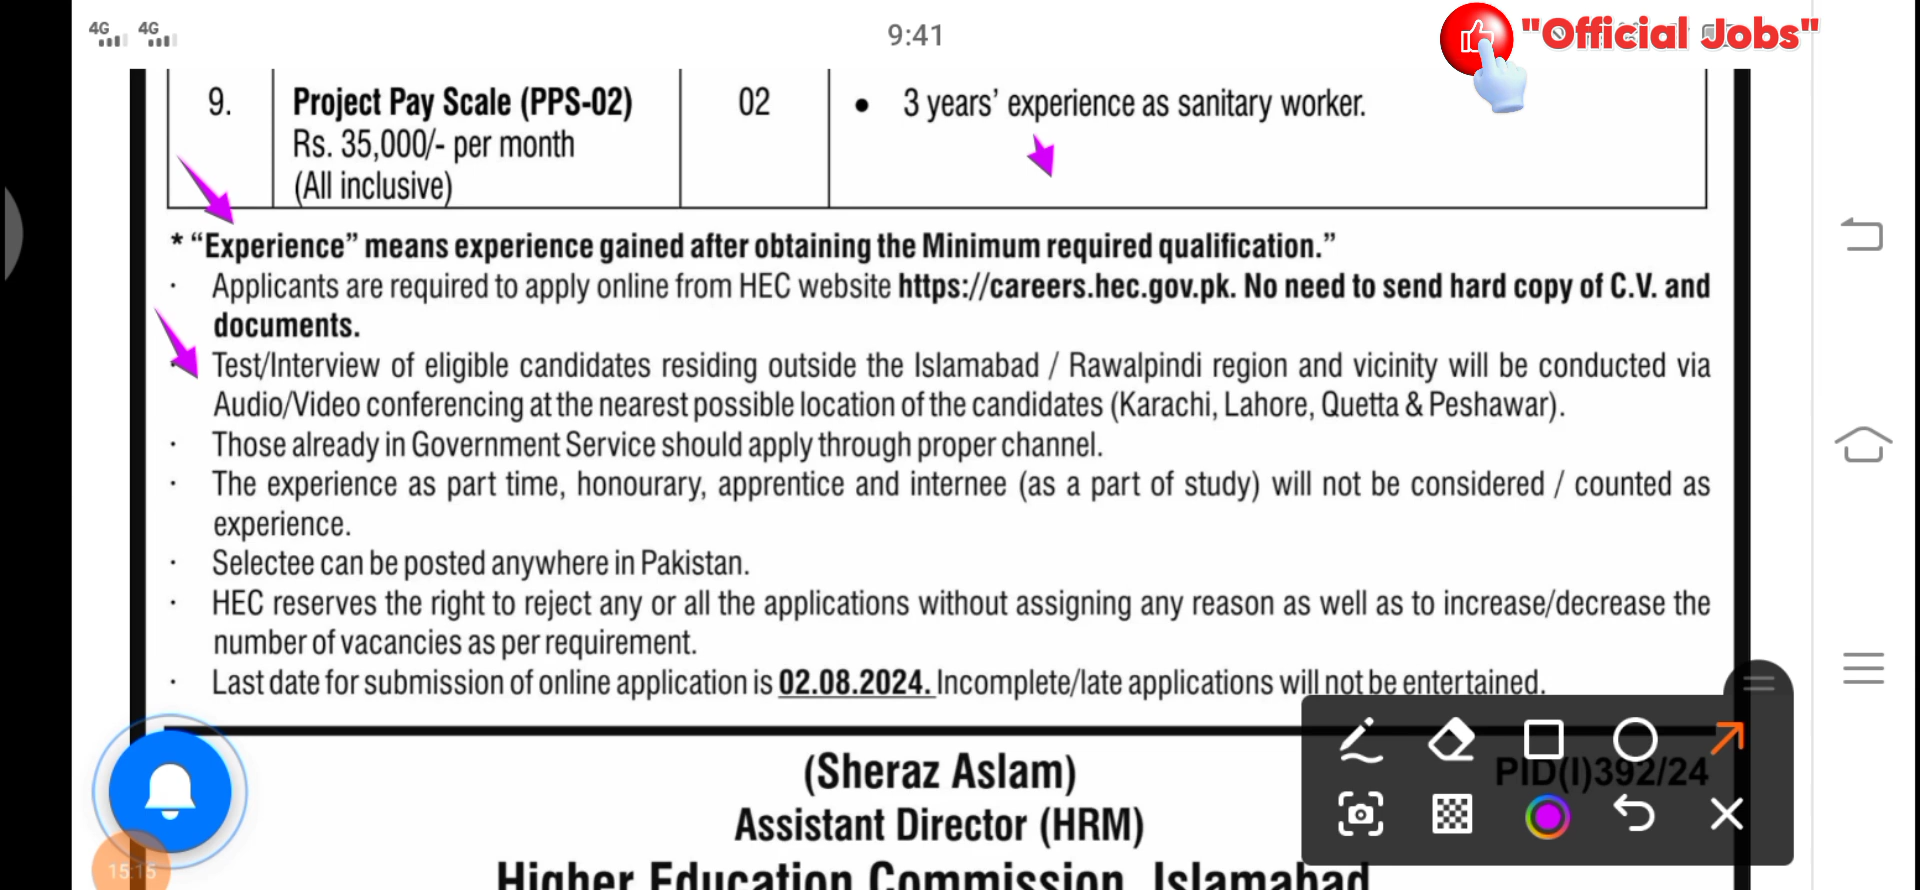 4G 4G 9:41 "Official Jobs"
9. Project Pay Scale (PPS-02) 02 • 3 years’ experience as sanitary worker.
Rs. 35,000/- per month
(All inclusive)
* “Experience” means experience gained after obtaining the Minimum required qualification.”
· Applicants are required to apply online from HEC website https://careers.hec.gov.pk. No need to send hard copy of C.V. and
documents.
· Test/Interview of eligible candidates residing outside the Islamabad / Rawalpindi region and vicinity will be conducted via
Audio/Video conferencing at the nearest possible location of the candidates (Karachi, Lahore, Quetta & Peshawar).
· Those already in Government Service should apply through proper channel.
· The experience as part time, honourary, apprentice and internee (as a part of study) will not be considered / counted as
experience.
· Selectee can be posted anywhere in Pakistan.
· HEC reserves the right to reject any or all the applications without assigning any reason as well as to increase/decrease the
number of vacancies as per requirement.
· Last date for submission of online application is 02.08.2024. Incomplete/late applications will not be entertained.
(Sheraz Aslam) PID(I)392/24
Assistant Director (HRM)
Higher Education Commission, Islamabad
15:15